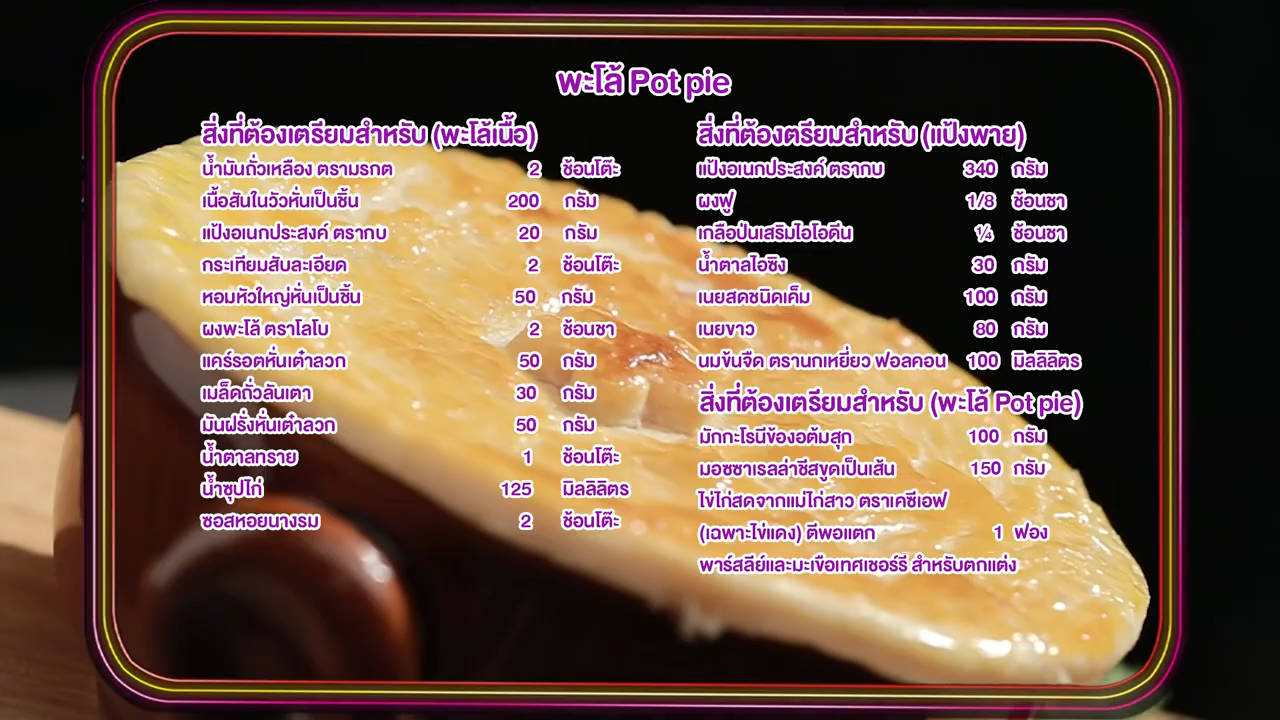 พะโล้ Pot pie
สิ่งที่ต้องเตรียมสำหรับ (พะโล้เนื้อ)
น้ำมันถั่วเหลือง ตรามรกต 2 ช้อนโต๊ะ
เนื้อสันในวัวหั่นเป็นชิ้น 200 กรัม
แป้งอเนกประสงค์ ตรากบ 20 กรัม
กระเทียมสับละเอียด 2 ช้อนโต๊ะ
หอมหัวใหญ่หั่นเป็นชิ้น 50 กรัม
ผงพะโล้ ตราโลโบ 2 ช้อนชา
แคร์รอตหั่นเต๋าลวก 50 กรัม
เมล็ดถั่วลันเตา 30 กรัม
มันฝรั่งหั่นเต๋าลวก 50 กรัม
น้ำตาลทราย 1 ช้อนโต๊ะ
น้ำซุปไก่ 125 มิลลิลิตร
ซอสหอยนางรม 2 ช้อนโต๊ะ
สิ่งที่ต้องตรียมสำหรับ (แป้งพาย)
แป้งอเนกประสงค์ ตรากบ 340 กรัม
ผงฟู 1/8 ช้อนชา
เกลือป่นเสริมไอโอดีน ¼ ช้อนชา
น้ำตาลไอซิง 30 กรัม
เนยสดชนิดเค็ม 100 กรัม
เนยขาว 80 กรัม
นมข้นจืด ตรานกเหยี่ยว ฟอลคอน 100 มิลลิลิตร
สิ่งที่ต้องเตรียมสำหรับ (พะโล้ Pot pie)
มักกะโรนีข้องอต้มสุก 100 กรัม
มอซซาเรลล่าชีสขูดเป็นเส้น 150 กรัม
ไข่ไก่สดจากแม่ไก่สาว ตราเคซีเอฟ
(เฉพาะไข่แดง) ตีพอแตก 1 ฟอง
พาร์สลีย์และมะเขือเทศเชอร์รี สำหรับตกแต่ง